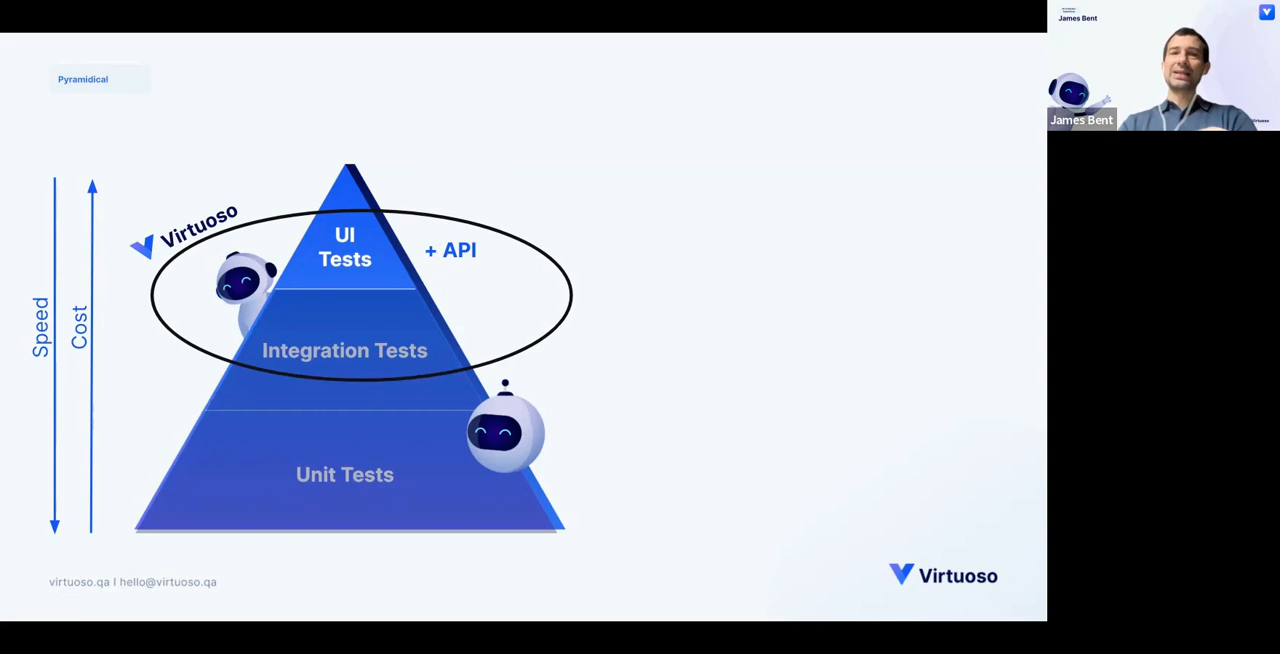 Pyramidical
Virtuoso
UI
Tests
+ API
Integration Tests
Unit Tests
Speed
Cost
virtuoso.qa I hello@virtuoso.qa
Virtuoso
James Bent
James Bent
Virtuoso